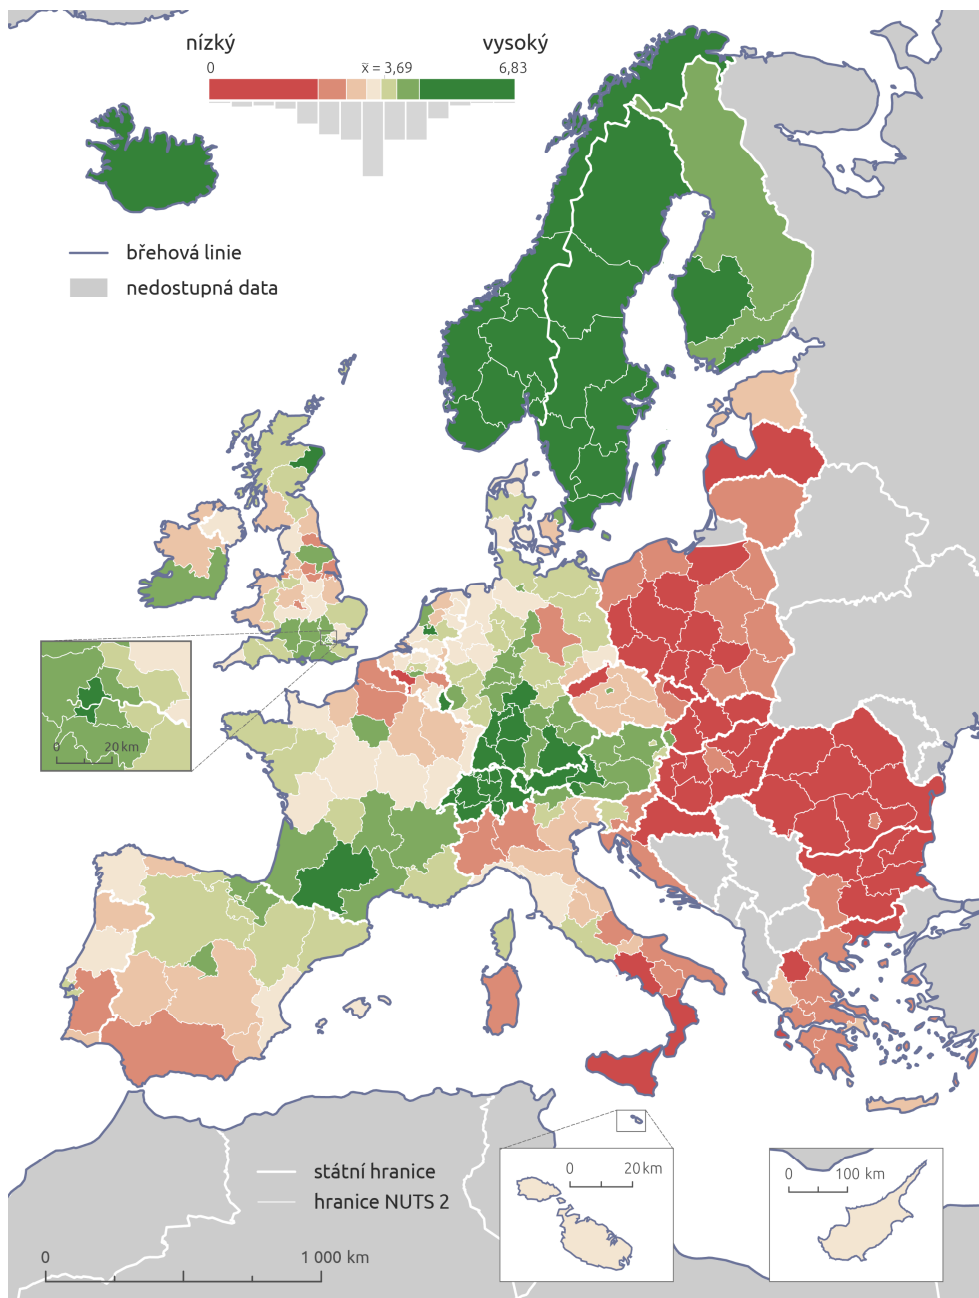 nízký vysoký
0 x̄ = 3,69 6,83
břehová linie
nedostupná data
0 20 km
státní hranice
hranice NUTS 2
0 1 000 km
0 20 km
0 100 km